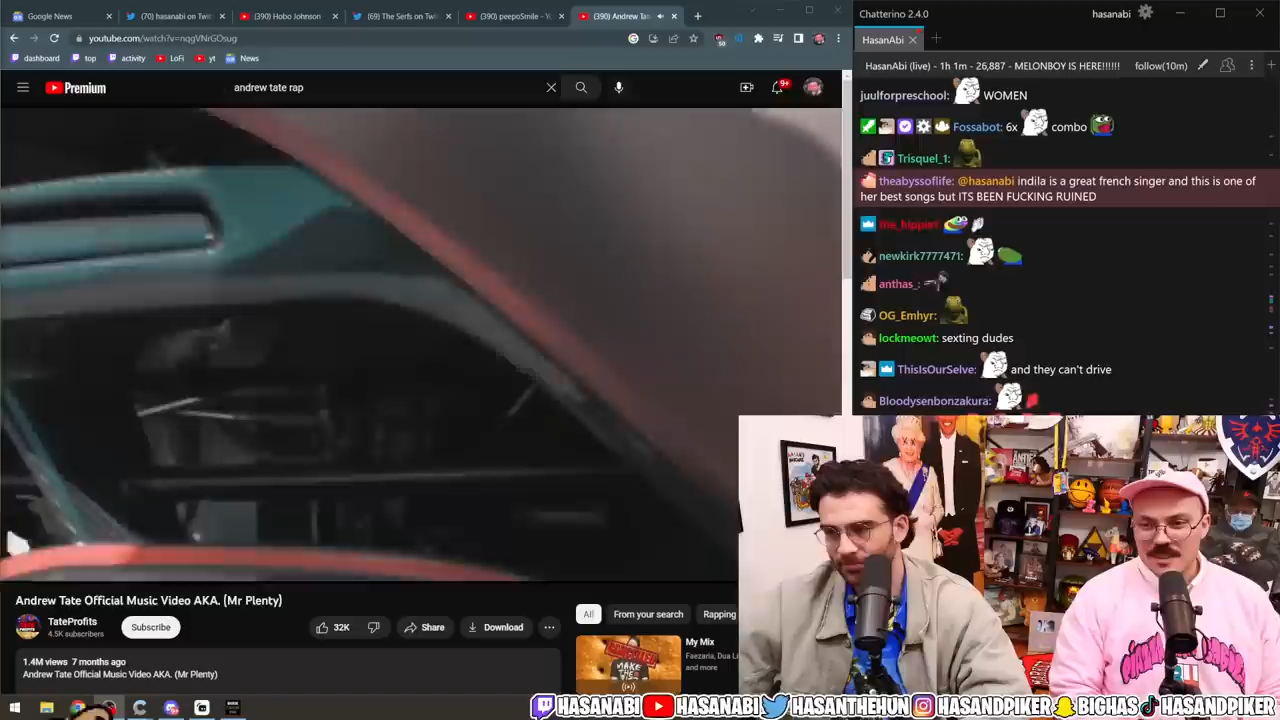 Google News
(70) hasanabi on Twi
(390) Hobo Johnson
(69) The Serfs on Twi
(390) peepoSmile - Yo
(390) Andrew Tate
youtube.com/watch?v=nqgVNrGOsug
dashboard
top
activity
LoFi
yt
News
Premium
andrew tate rap
9+
Chatterino 2.4.0
hasanabi
HasanAbi
HasanAbi (live) - 1h 1m - 26,887 - MELONBOY IS HERE!!!!!!
follow(10m)
juulforpreschool: WOMEN
Fossabot: 6x combo
Trisquel_1:
theabyssoflife: @hasanabi indila is a great french singer and this is one of
her best songs but ITS BEEN FUCKING RUINED
newkirk7777471:
anthas_:
OG_Emhyr:
lockmeowt: sexting dudes
ThisIsOurSelve: and they can't drive
Bloodysenbonzakura:
Andrew Tate Official Music Video AKA. (Mr Plenty)
TateProfits
4.5K subscribers
Subscribe
32K
Share
Download
All
From your search
Rapping
.4M views 7 months ago
Andrew Tate Official Music Video AKA. (Mr Plenty)
My Mix
Faezaria, Dua Li
and more
HASANABI HASANABI HASANTHEHUN HASANDPIKER BIGHAS HASANDPIKER